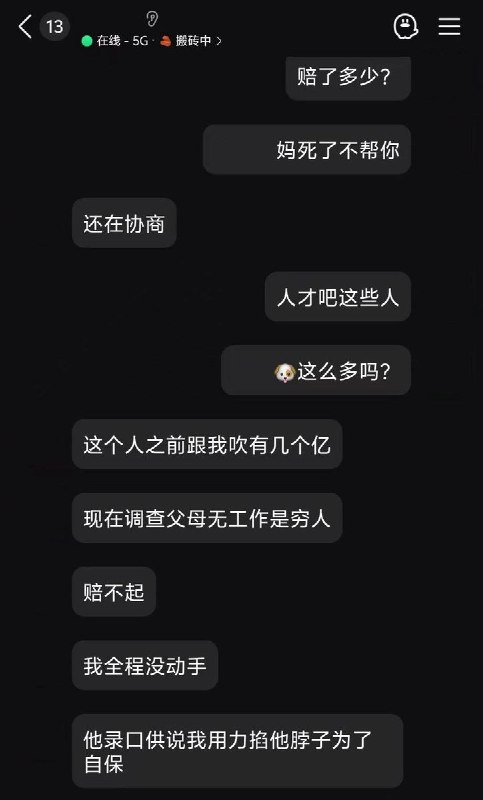 13
在线 - 5G · 搬砖中
赔了多少？
妈死了不帮你
还在协商
人才吧这些人
🐶这么多吗？
这个人之前跟我吹有几个亿
现在调查父母无工作是穷人
赔不起
我全程没动手
他录口供说我用力掐他脖子为了
自保